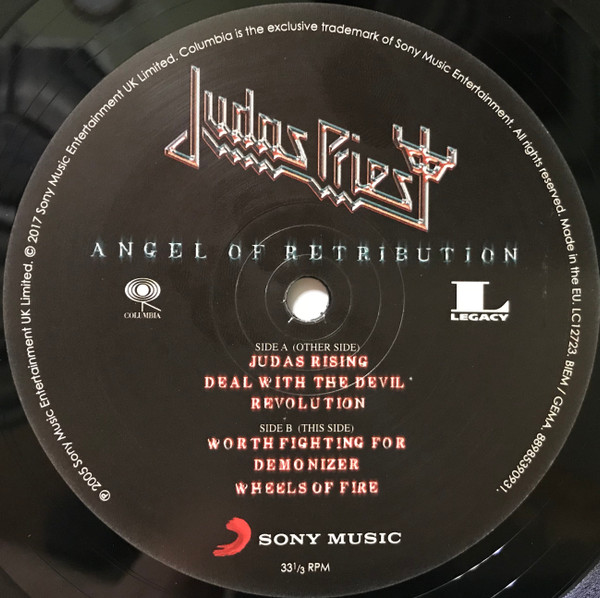 ℗ 2005 Sony Music Entertainment UK Limited. © 2017 Sony Music Entertainment UK Limited. Columbia is the exclusive trademark of Sony Music Entertainment. All rights reserved. Made in the EU. LC12723. BIEM / GEMA. 88985390931.
Judas Priest
ANGEL OF RETRIBUTION
COLUMBIA
L
LEGACY
SIDE A (OTHER SIDE)
JUDAS RISING
DEAL WITH THE DEVIL
REVOLUTION
SIDE B (THIS SIDE)
WORTH FIGHTING FOR
DEMONIZER
WHEELS OF FIRE
SONY MUSIC
33 1/3 RPM